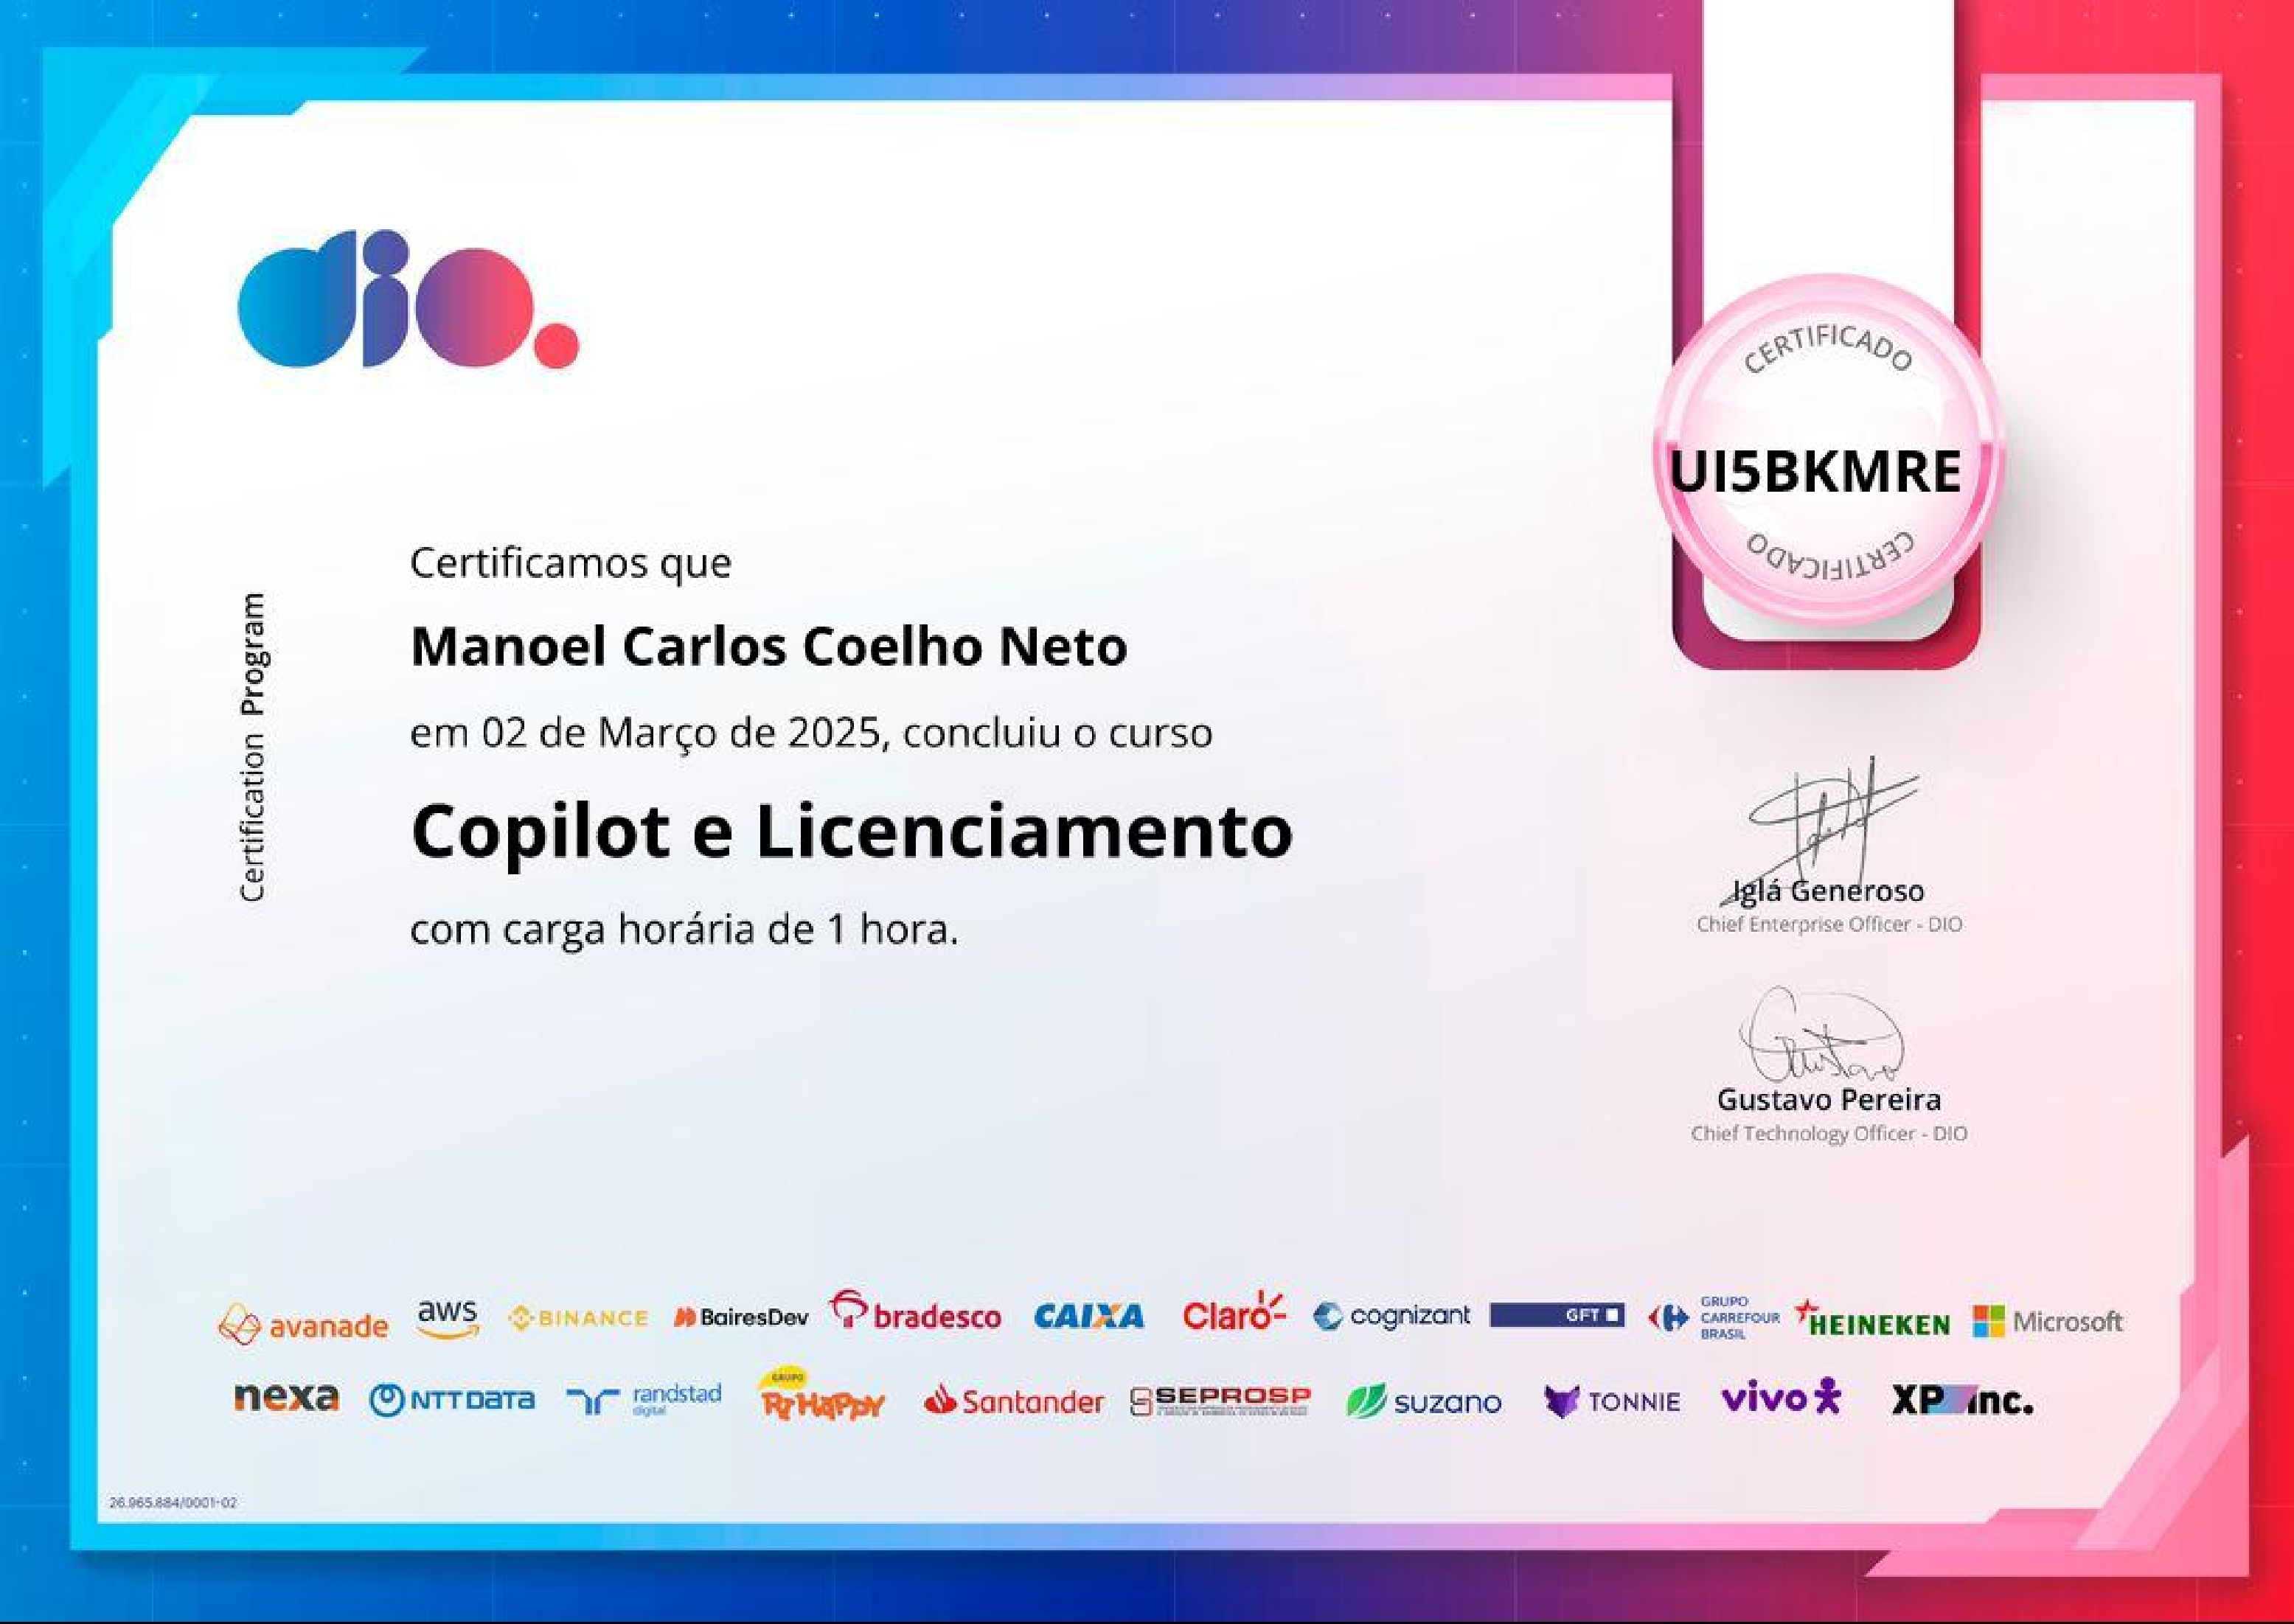 dio.
CERTIFICADO
UI5BKMRE
CERTIFICADO
Certification Program
Certificamos que
Manoel Carlos Coelho Neto
em 02 de Março de 2025, concluiu o curso
Copilot e Licenciamento
com carga horária de 1 hora.
Iglá Generoso
Chief Enterprise Officer - DIO
Gustavo Pereira
Chief Technology Officer - DIO
avanade aws BINANCE BairesDev bradesco CAIXA Claro cognizant GFT GRUPO CARREFOUR BRASIL HEINEKEN Microsoft
nexa NTT DATA randstad digital GRUPO Ri HAPPY Santander SEPROSP suzano TONNIE vivo XP inc.
26.965.884/0001-02